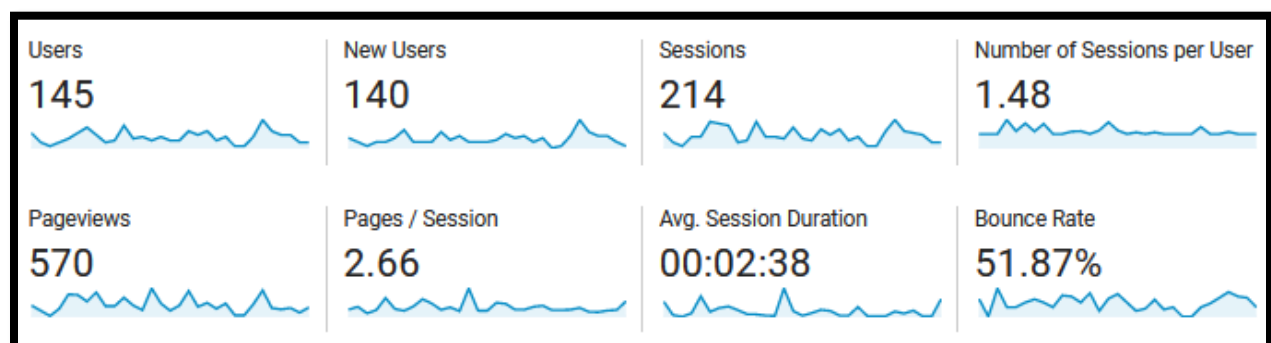 Users
145
New Users
140
Sessions
214
Number of Sessions per User
1.48
Pageviews
570
Pages / Session
2.66
Avg. Session Duration
00:02:38
Bounce Rate
51.87%